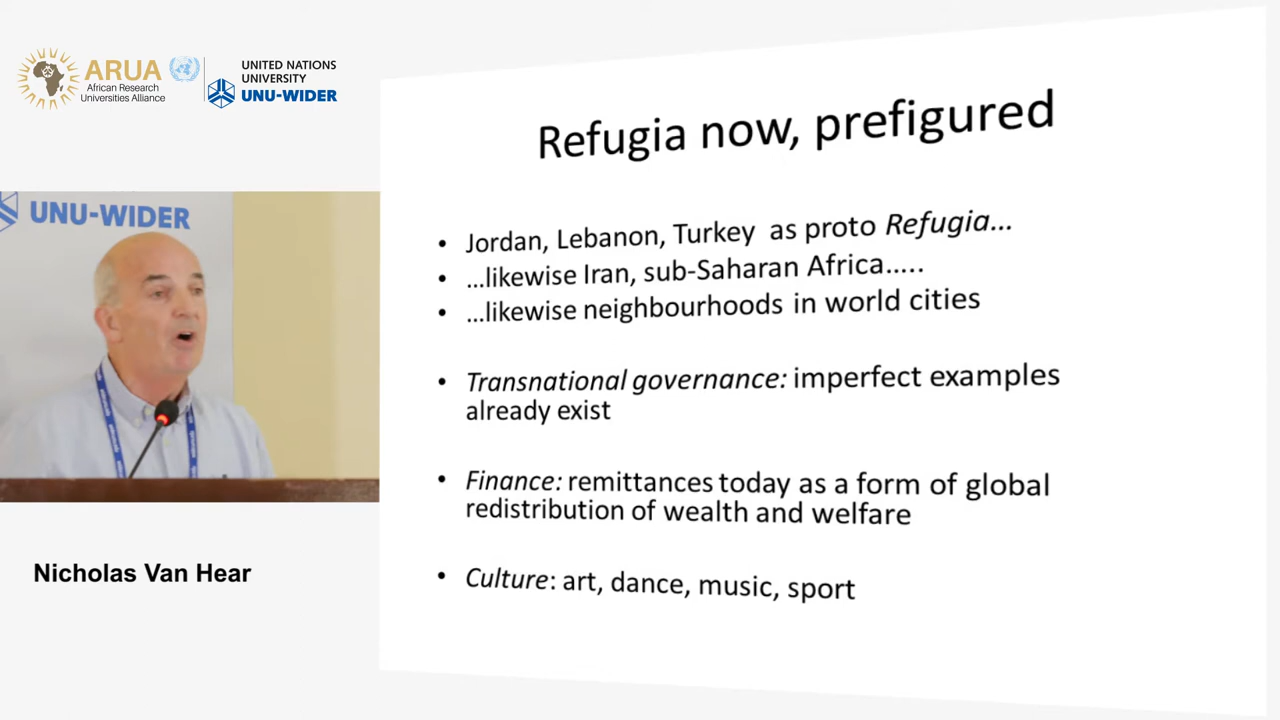 ARUA
African Research
Universities Alliance
UNITED NATIONS
UNIVERSITY
UNU-WIDER
UNU-WIDER
Nicholas Van Hear
Refugia now, prefigured
• Jordan, Lebanon, Turkey as proto Refugia...
• ...likewise Iran, sub-Saharan Africa.....
• ...likewise neighbourhoods in world cities
• Transnational governance: imperfect examples
already exist
• Finance: remittances today as a form of global
redistribution of wealth and welfare
• Culture: art, dance, music, sport